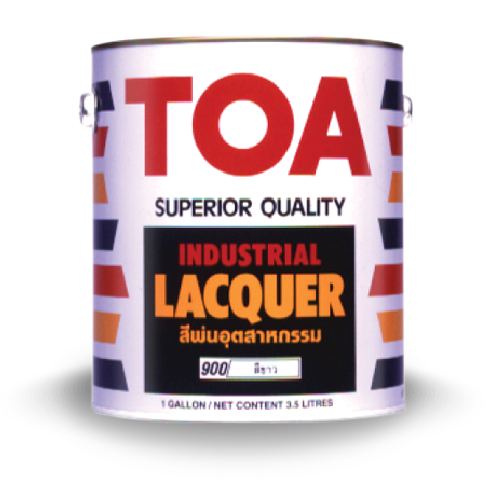 TOA
SUPERIOR QUALITY
INDUSTRIAL
LACQUER
สีพ่นอุตสาหกรรม
900 สีขาว
1 GALLON / NET CONTENT 3.5 LITRES